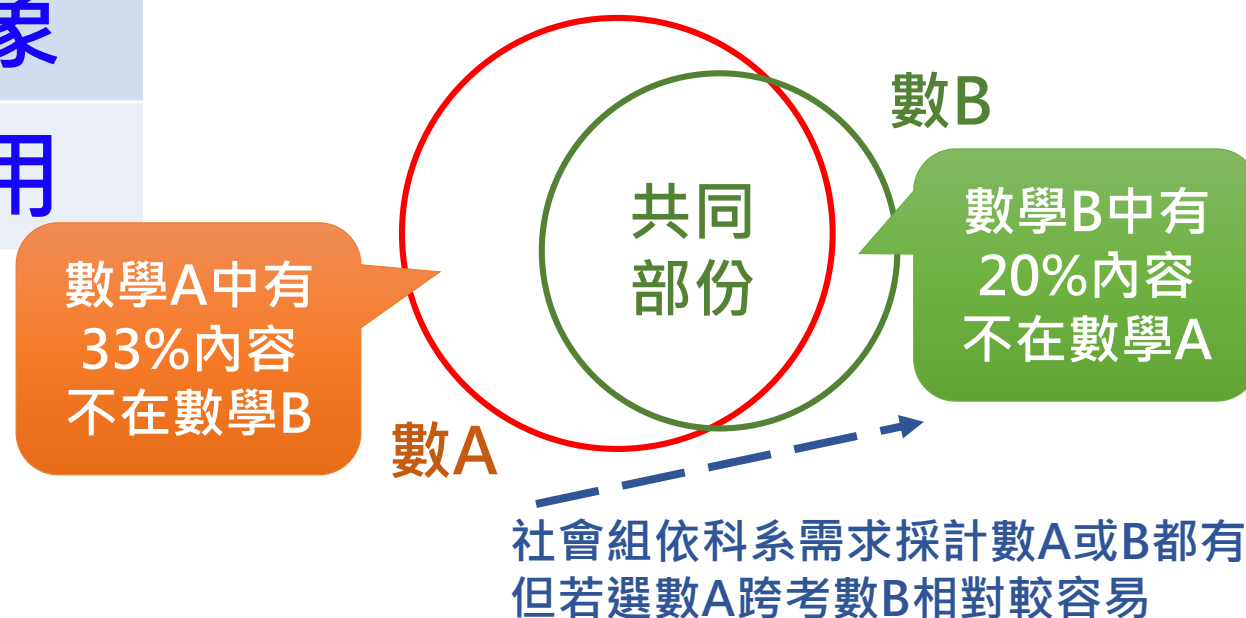 象
用
數B
共同
部份
數學B中有
20%內容
不在數學A
數學A中有
33%內容
不在數學B
數A
社會組依科系需求採計數A或B都有
但若選數A跨考數B相對較容易